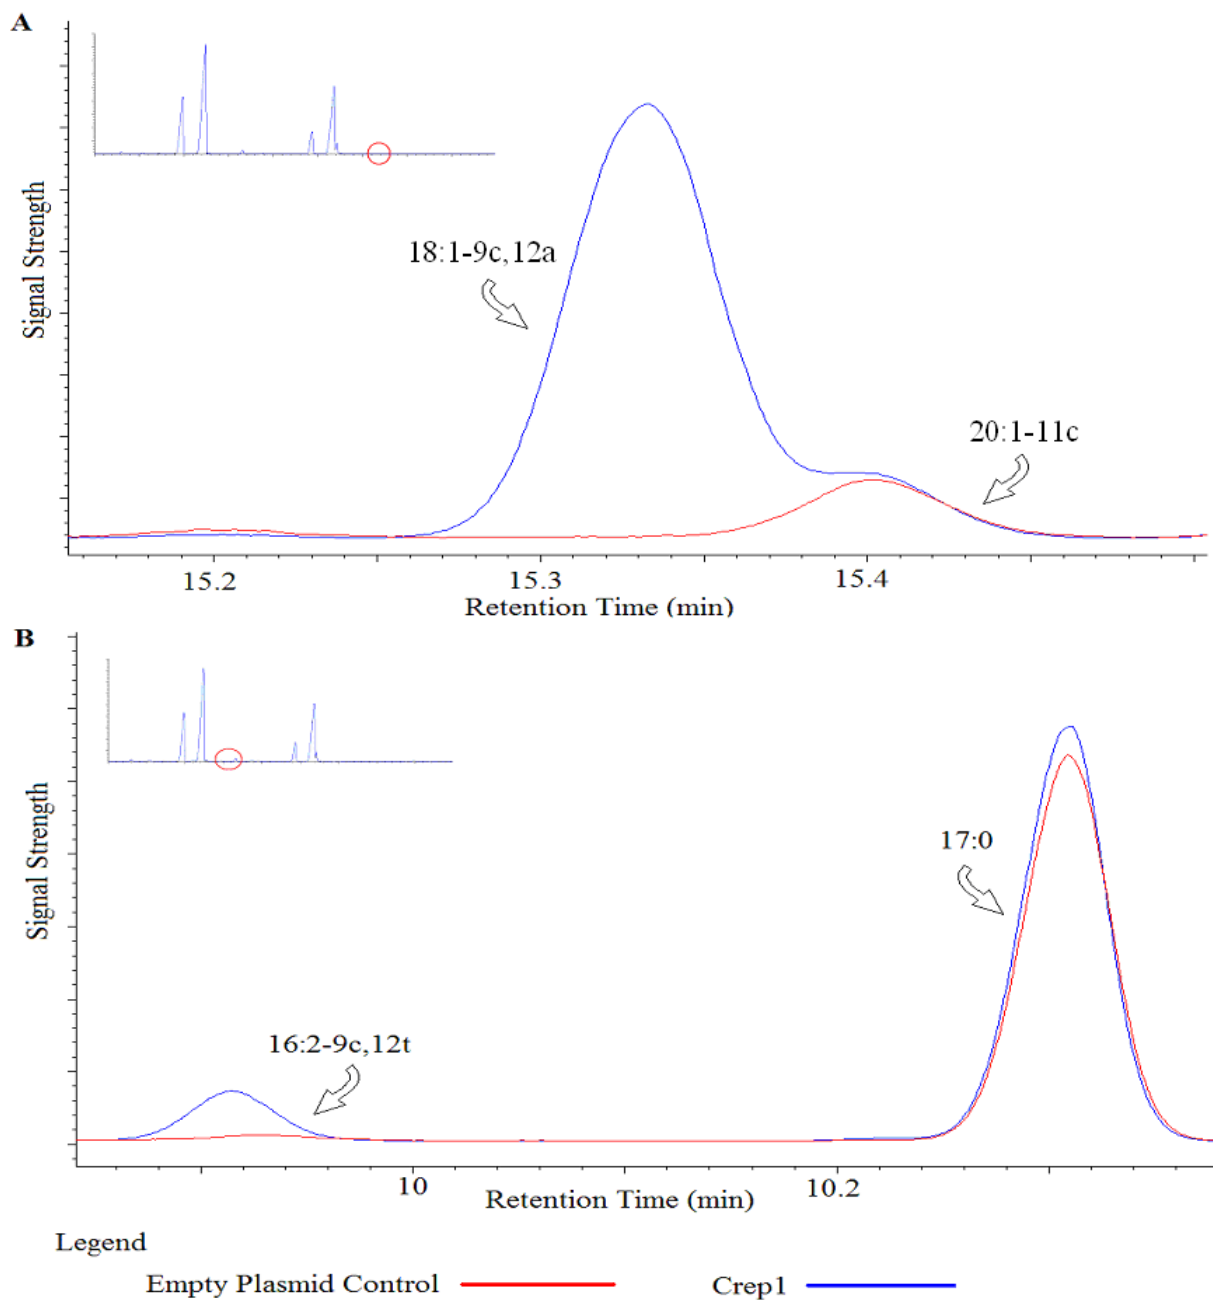 A
Signal Strength
18:1-9c,12a
20:1-11c
15.2
15.3
15.4
Retention Time (min)
B
Signal Strength
17:0
16:2-9c,12t
10
10.2
Retention Time (min)
Legend
Empty Plasmid Control
Crep1